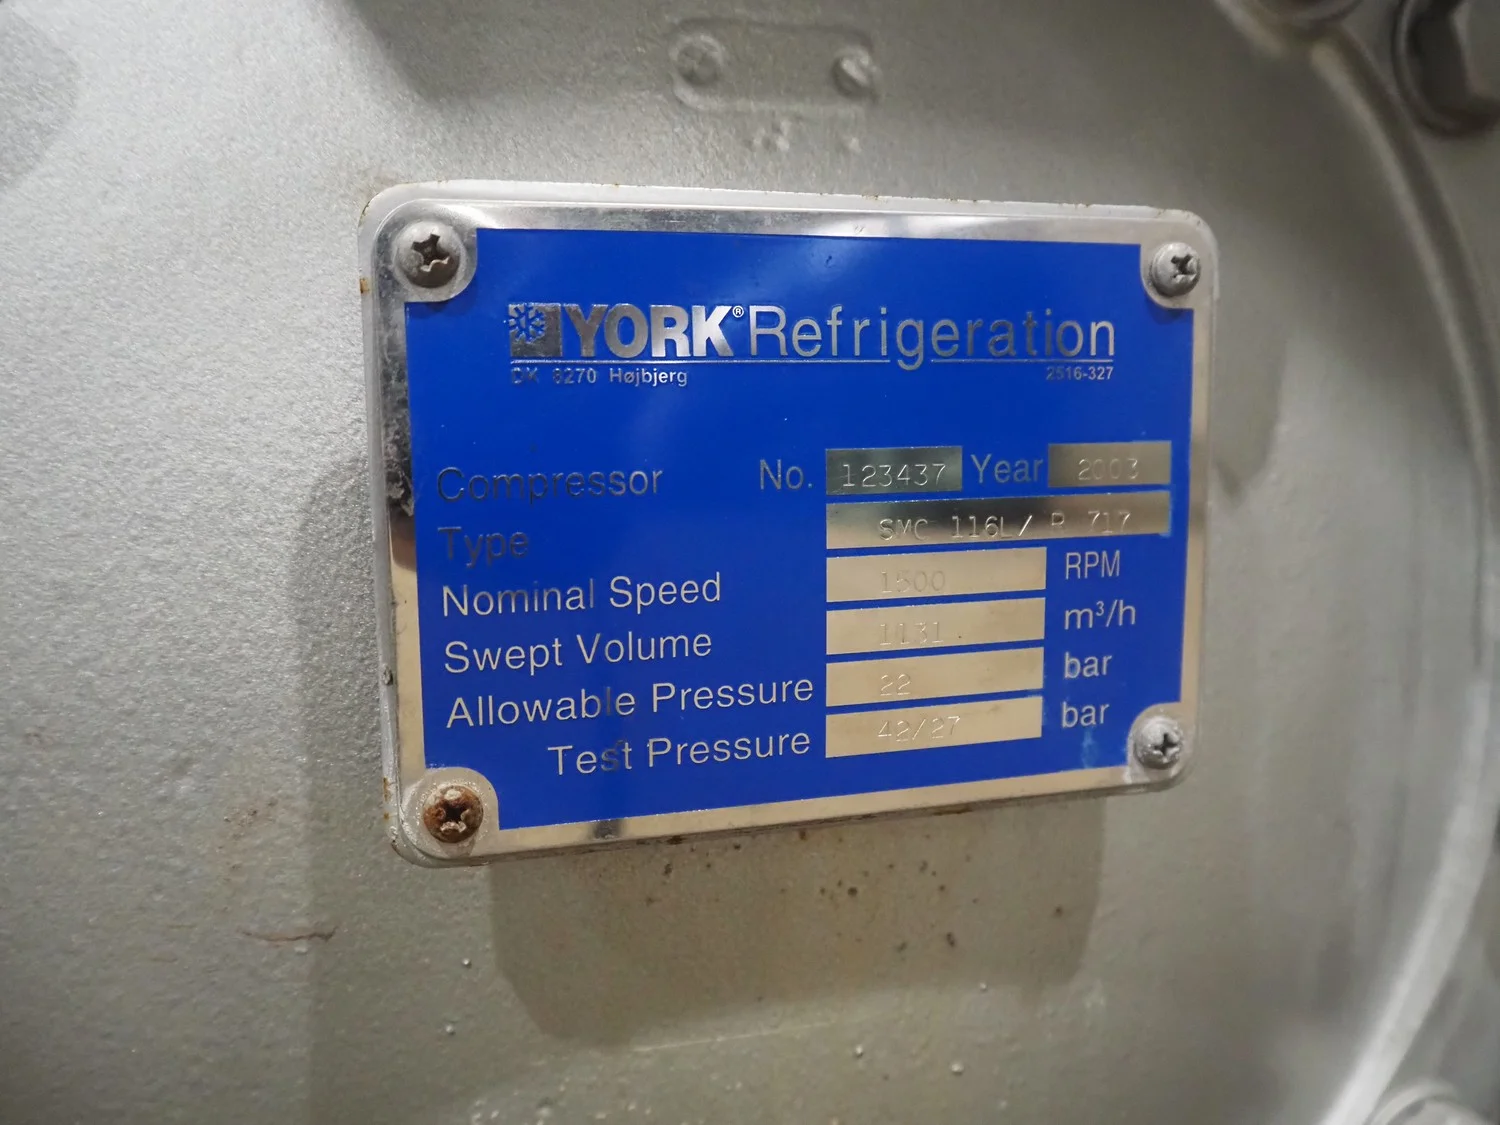 YORK® Refrigeration
DK 8270 Højbjerg 2516-327
Compressor No. 123437 Year 2003
Type SMC 116L/ R 717
Nominal Speed 1500 RPM
Swept Volume 1131 m³/h
Allowable Pressure 22 bar
Test Pressure 42/27 bar